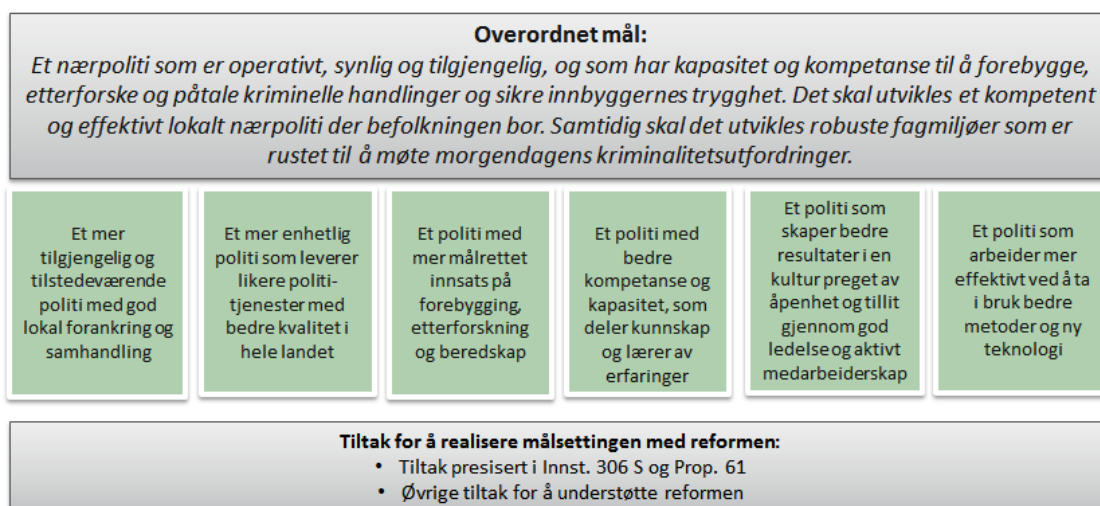 Overordnet mål:
Et nærpoliti som er operativt, synlig og tilgjengelig, og som har kapasitet og kompetanse til å forebygge,
etterforske og påtale kriminelle handlinger og sikre innbyggernes trygghet. Det skal utvikles et kompetent
og effektivt lokalt nærpoliti der befolkningen bor. Samtidig skal det utvikles robuste fagmiljøer som er
rustet til å møte morgendagens kriminalitetsutfordringer.
Et mer
tilgjengelig og
tilstedeværende
politi med god
lokal forankring og
samhandling
Et mer enhetlig
politi som leverer
likere politi-
tjenester med
bedre kvalitet i
hele landet
Et politi med
mer målrettet
innsats på
forebygging,
etterforskning
og beredskap
Et politi med
bedre
kompetanse og
kapasitet, som
deler kunnskap
og lærer av
erfaringer
Et politi som
skaper bedre
resultater i en
kultur preget av
åpenhet og tillit
gjennom god
ledelse og aktivt
medarbeiderskap
Et politi som
arbeider mer
effektivt ved å ta
i bruk bedre
metoder og ny
teknologi
Tiltak for å realisere målsettingen med reformen:
• Tiltak presisert i Innst. 306 S og Prop. 61
• Øvrige tiltak for å understøtte reformen